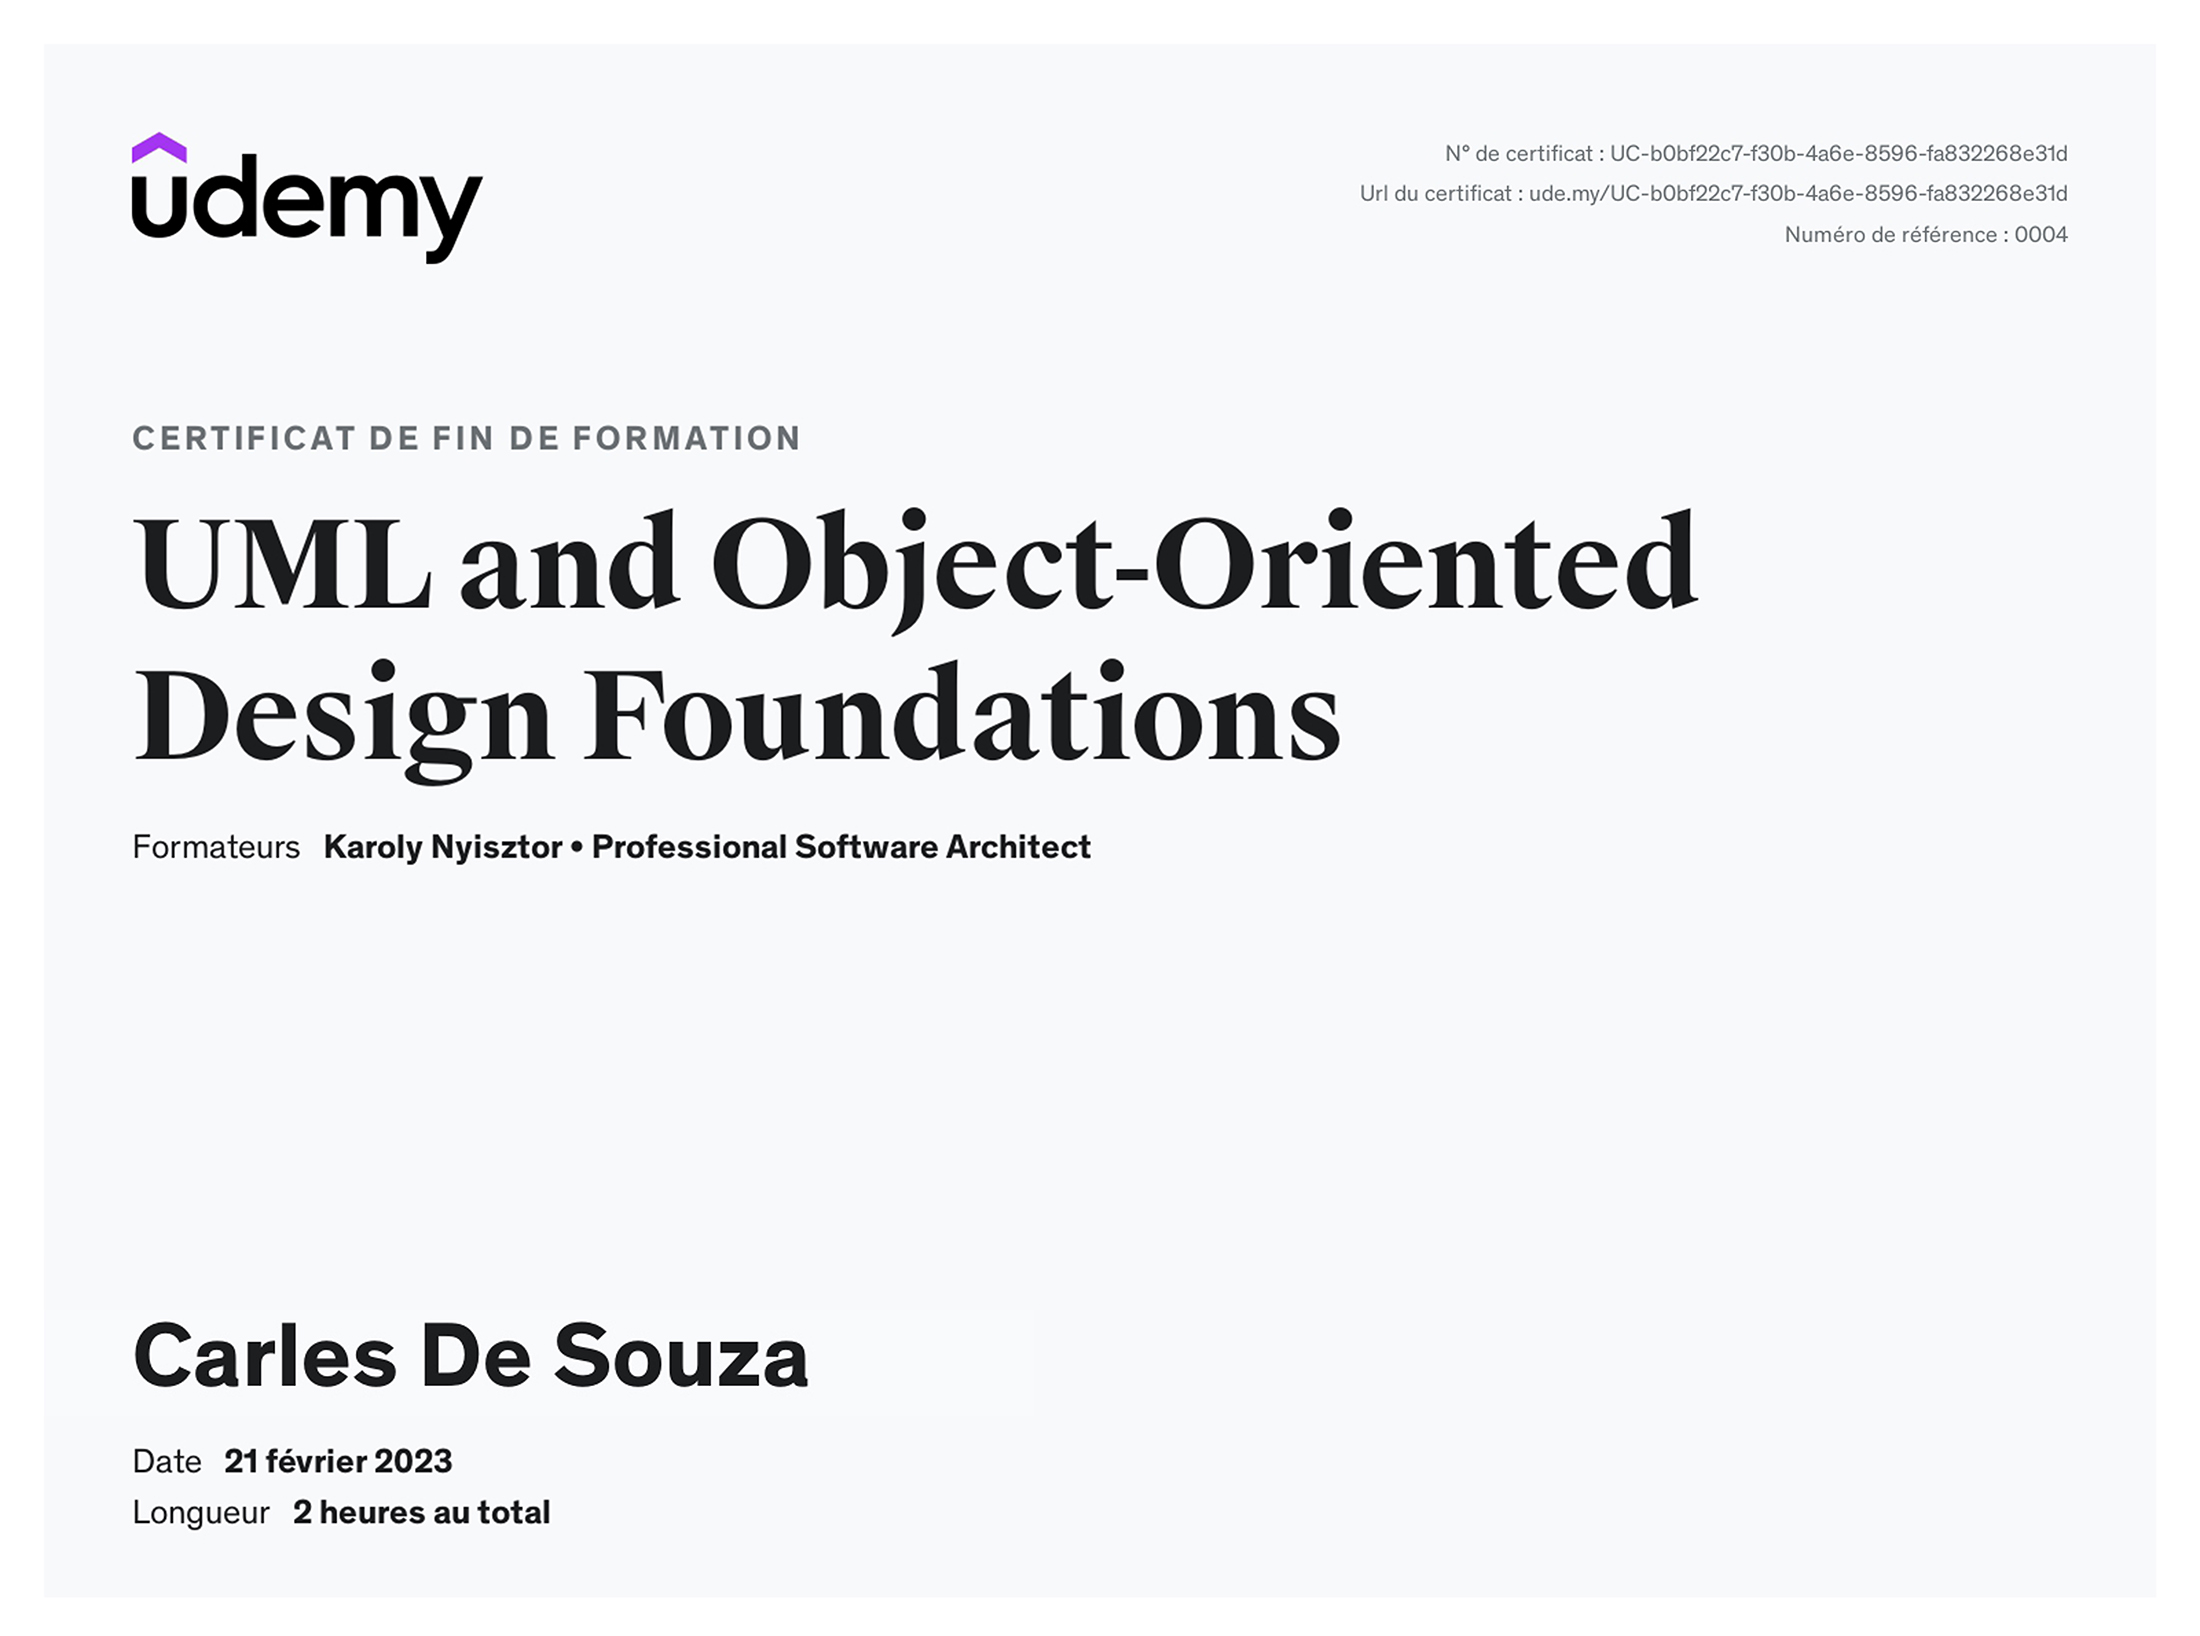 udemy
N° de certificat : UC-b0bf22c7-f30b-4a6e-8596-fa832268e31d
Url du certificat : ude.my/UC-b0bf22c7-f30b-4a6e-8596-fa832268e31d
Numéro de référence : 0004
CERTIFICAT DE FIN DE FORMATION
UML and Object-Oriented
Design Foundations
Formateurs Karoly Nyisztor • Professional Software Architect
Carles De Souza
Date 21 février 2023
Longueur 2 heures au total